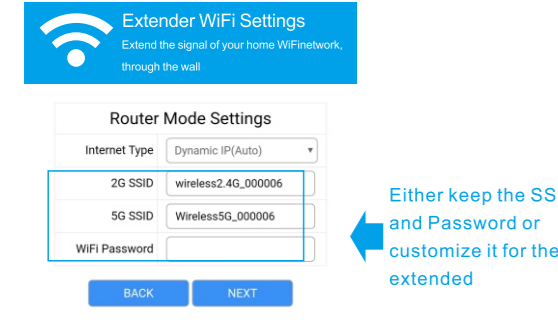 Extender WiFi Settings
Extend the signal of your home WiFinetwork,
through the wall
Router Mode Settings
Internet Type Dynamic IP(Auto)
2G SSID wireless2.4G_000006
5G SSID Wireless5G_000006
WiFi Password
Either keep the SS
and Password or
customize it for the
extended
BACK NEXT